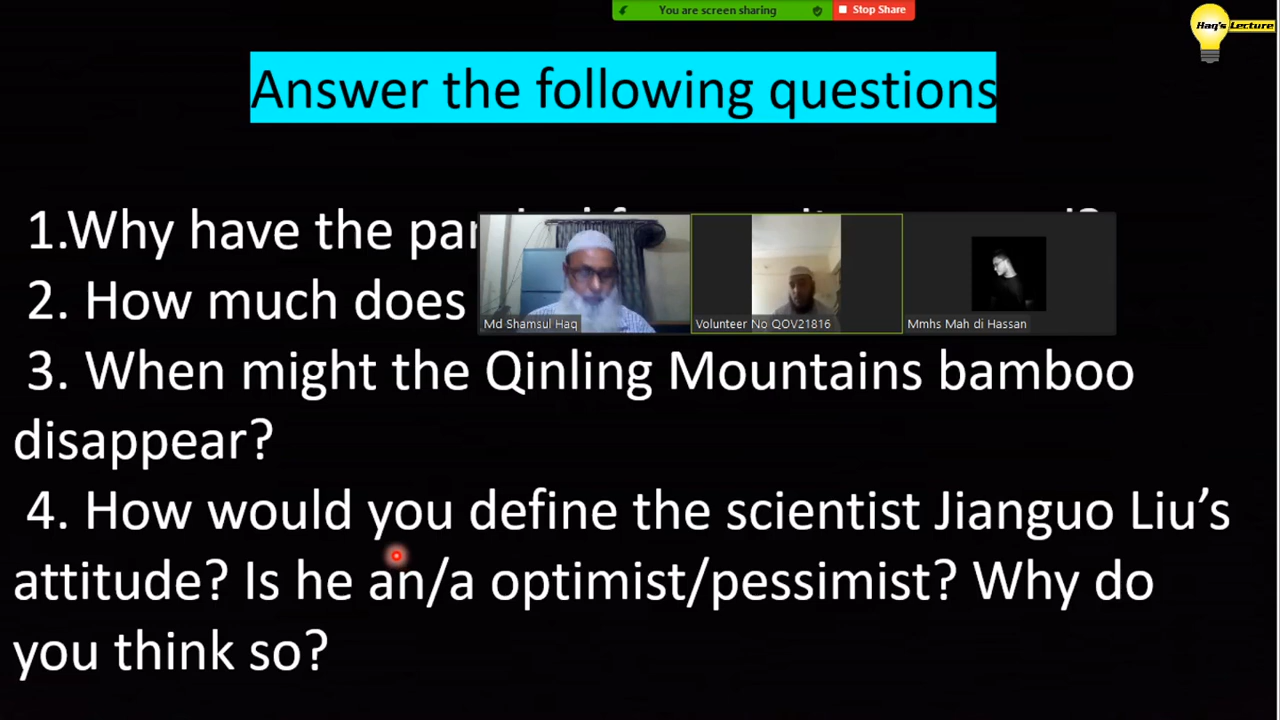 You are screen sharing
Stop Share
Haq's Lecture
Answer the following questions
1.Why have the
2. How much does
Md Shamsul Haq
Volunteer No QOV21816
Mmhs Mah di Hassan
3. When might the Qinling Mountains bamboo
disappear?
4. How would you define the scientist Jianguo Liu’s
attitude? Is he an/a optimist/pessimist? Why do
you think so?